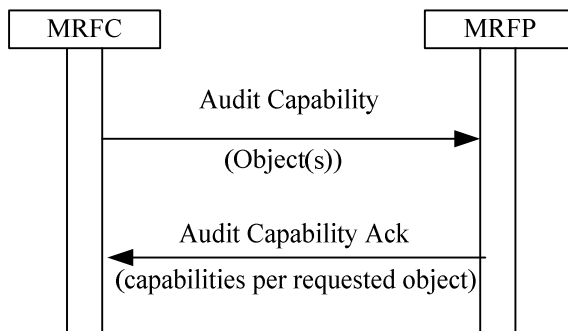 MRFC
MRFP
Audit Capability
(Object(s))
Audit Capability Ack
(capabilities per requested object)